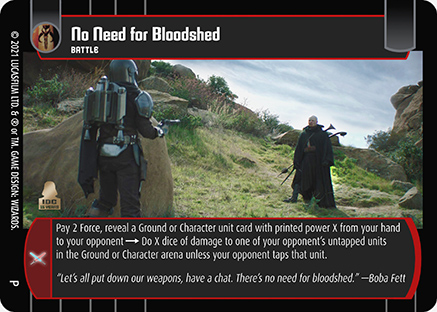 No Need for Bloodshed
BATTLE
© 2021 LUCASFILM LTD. & ® or TM. GAME DESIGN: WIZARDS.
P
100
Pay 2 Force, reveal a Ground or Character unit card with printed power X from your hand
to your opponent → Do X dice of damage to one of your opponent's untapped units
in the Ground or Character arena unless your opponent taps that unit.
"Let's all put down our weapons, have a chat. There's no need for bloodshed." —Boba Fett